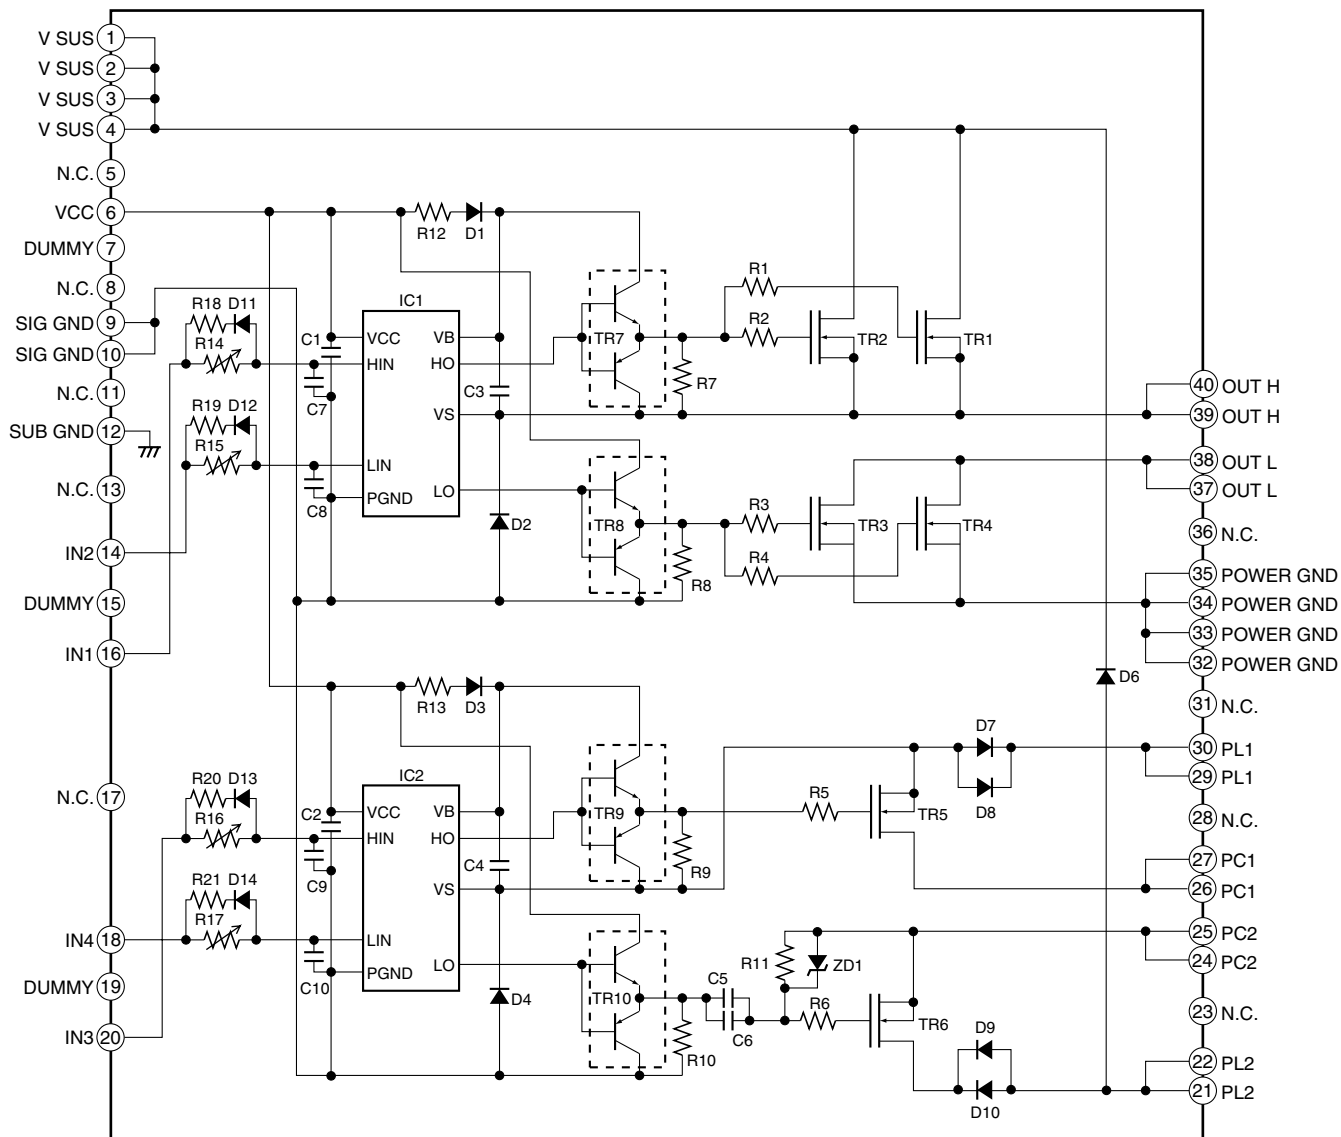 V SUS 1
V SUS 2
V SUS 3
V SUS 4
N.C. 5
VCC 6
DUMMY 7
N.C. 8
SIG GND 9
SIG GND 10
N.C. 11
SUB GND 12
N.C. 13
IN2 14
DUMMY 15
IN1 16
N.C. 17
IN4 18
DUMMY 19
IN3 20
R12 D1
R18 D11
R14
R19 D12
R15
C1
C7
C8
IC1
VCC VB
HIN HO
VS
LIN
LO
PGND
C3
D2
TR7
R7
R1
R2
TR2
TR1
TR8
R8
R3
R4
TR3
TR4
R13 D3
R20 D13
R16
R21 D14
R17
C2
C9
C10
IC2
VCC VB
HIN HO
VS
LIN
LO
PGND
C4
D4
TR9
R9
R5
TR5
D7
D8
D6
TR10
R10
C5
C6
R11
ZD1
R6
TR6
D9
D10
40 OUT H
39 OUT H
38 OUT L
37 OUT L
36 N.C.
35 POWER GND
34 POWER GND
33 POWER GND
32 POWER GND
31 N.C.
30 PL1
29 PL1
28 N.C.
27 PC1
26 PC1
25 PC2
24 PC2
23 N.C.
22 PL2
21 PL2